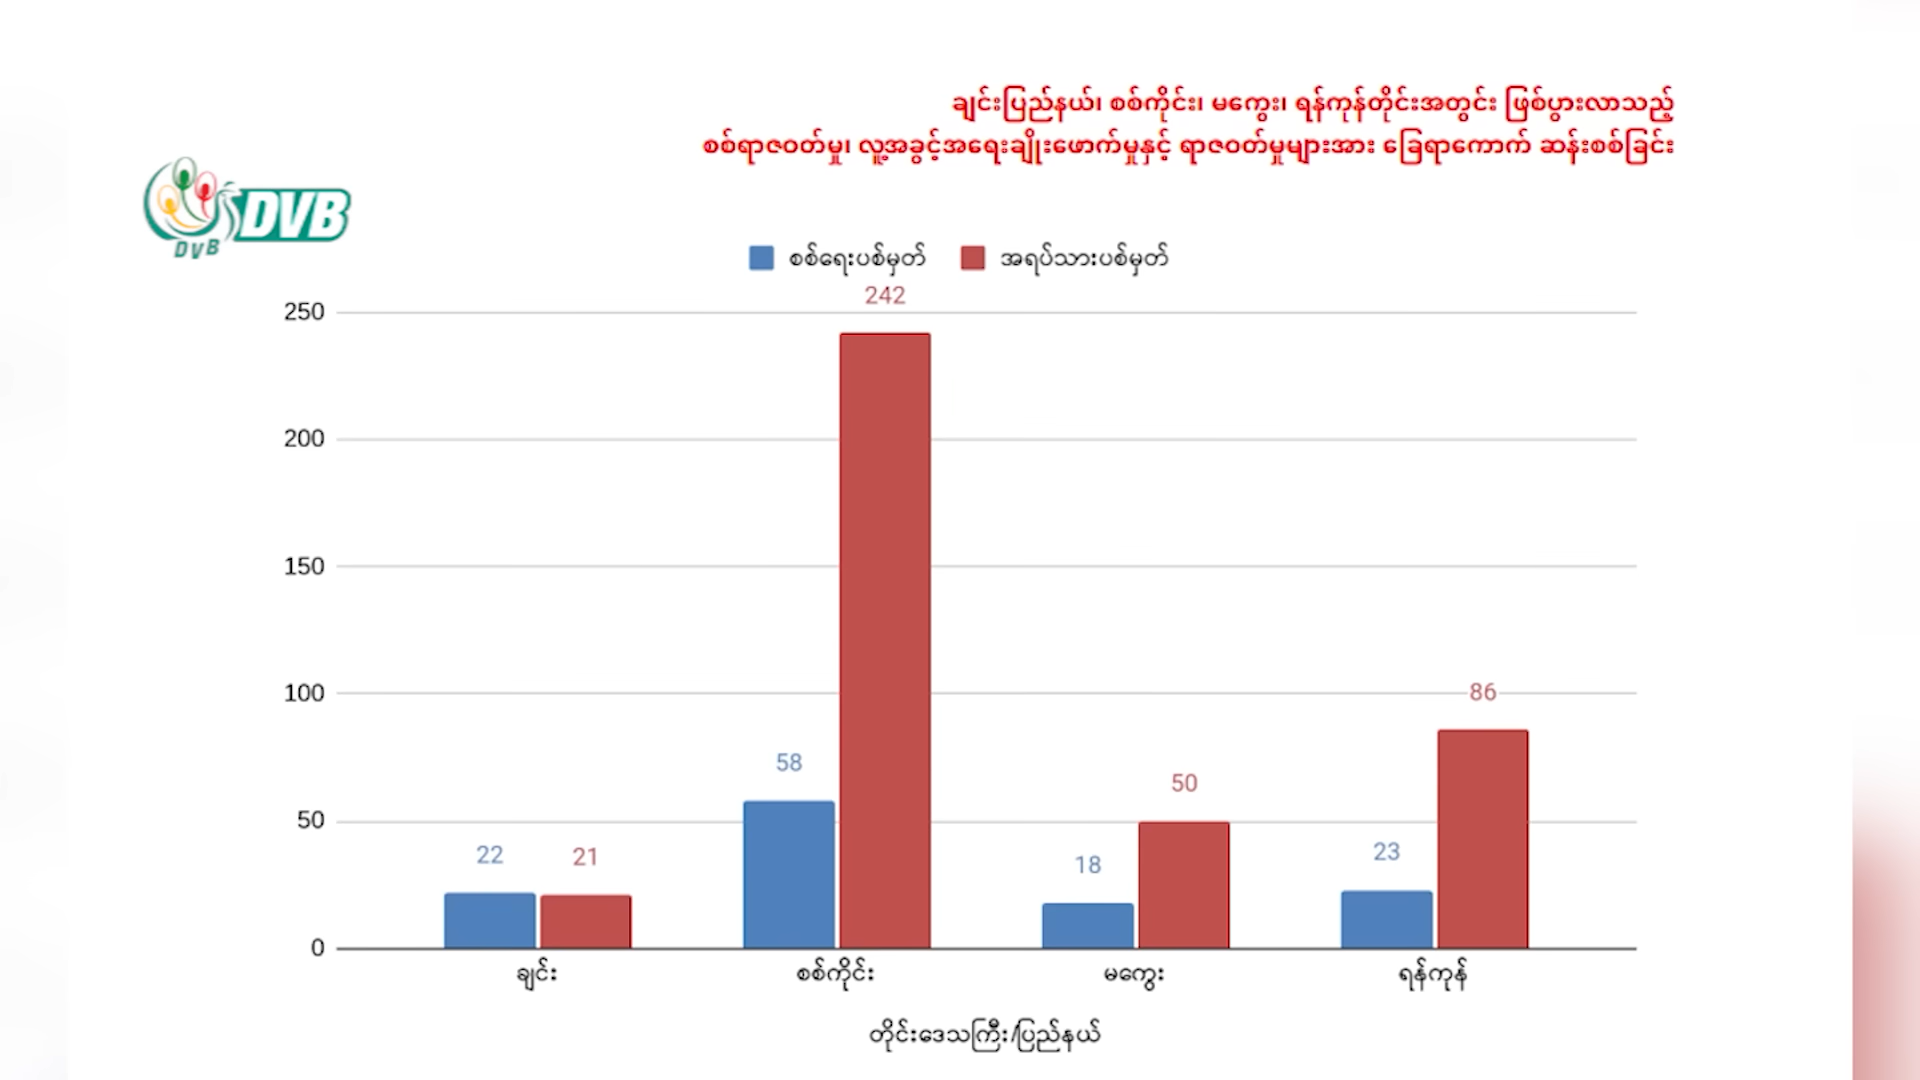 ချင်းပြည်နယ်၊ စစ်ကိုင်း၊ မကွေး၊ ရန်ကုန်တိုင်းအတွင်း ဖြစ်ပွားလာသည့်
စစ်ရာဇဝတ်မှု၊ လူ့အခွင့်အရေးချိုးဖောက်မှုနှင့် ရာဇဝတ်မှုများအား ခြေရာကောက် ဆန်းစစ်ခြင်း
DVB
DVB
စစ်ရေးပစ်မှတ် အရပ်သားပစ်မှတ်
250
200
150
100
50
0
22
21
58
242
18
50
23
86
ချင်း စစ်ကိုင်း မကွေး ရန်ကုန်
တိုင်းဒေသကြီး/ပြည်နယ်